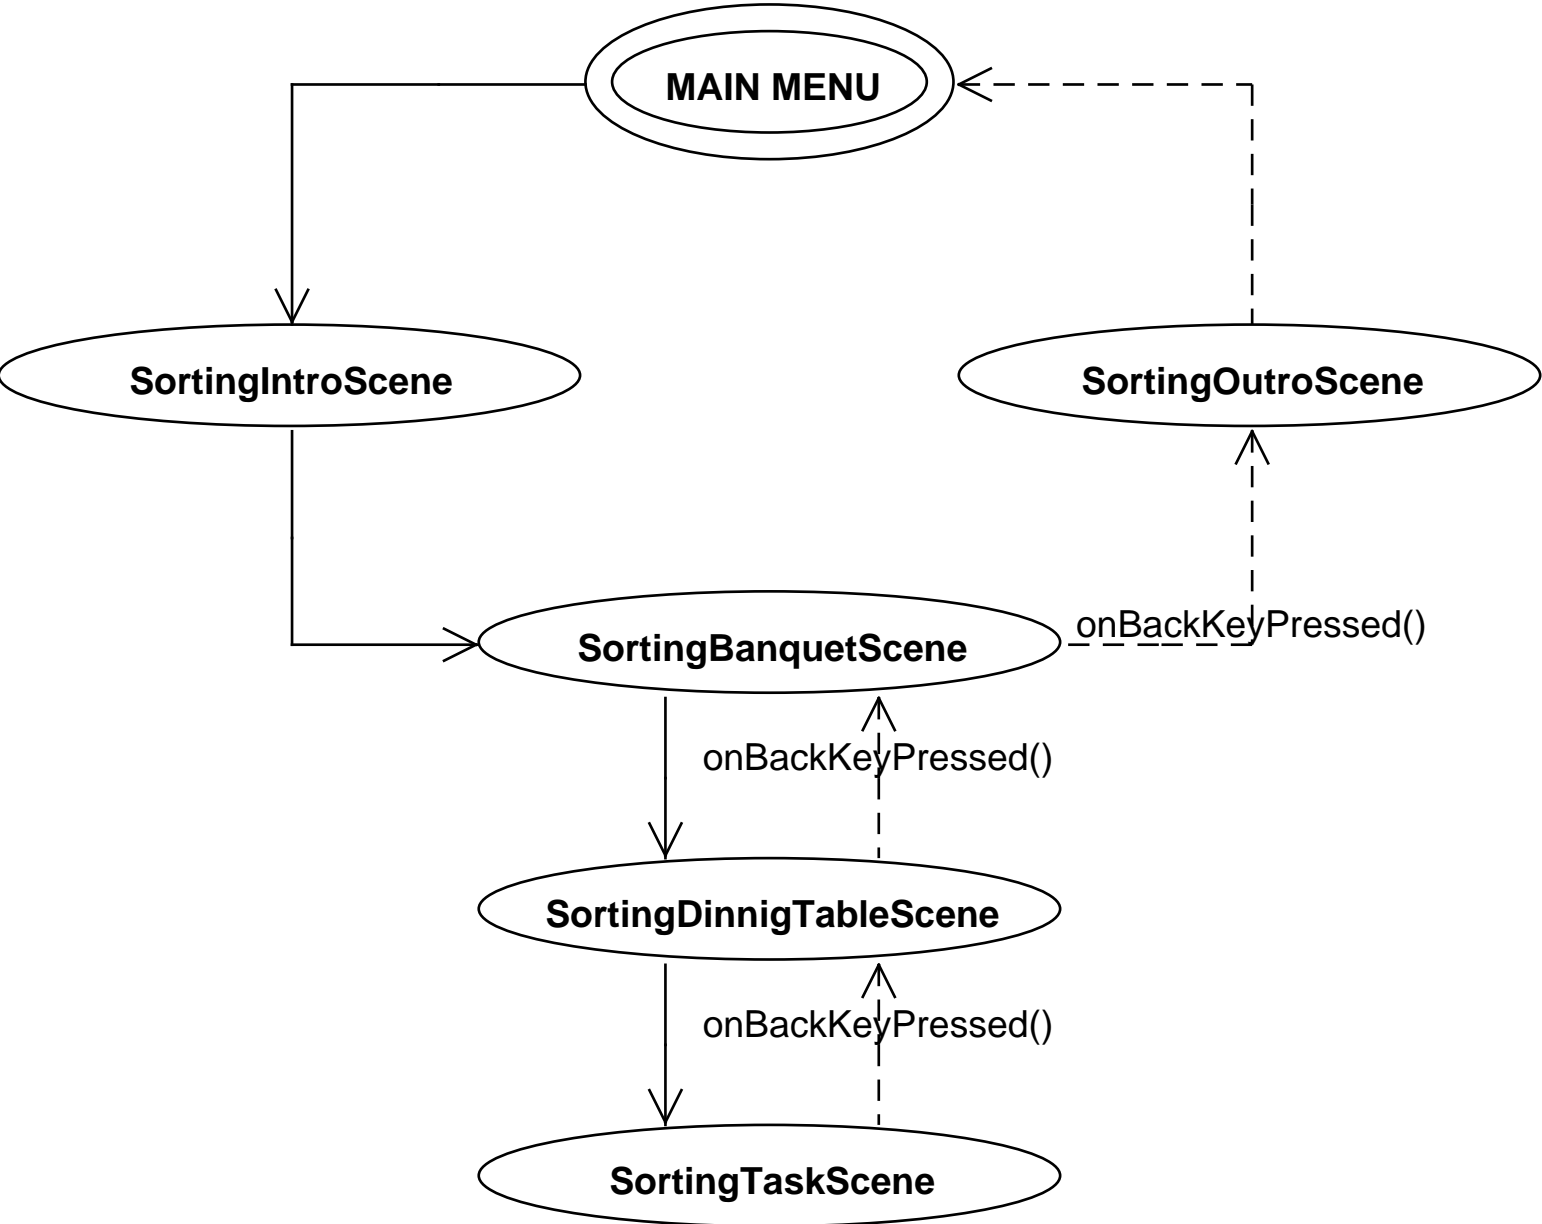 MAIN MENU
SortingIntroScene
SortingOutroScene
onBackKeyPressed()
SortingBanquetScene
onBackKeyPressed()
SortingDinnigTableScene
onBackKeyPressed()
SortingTaskScene